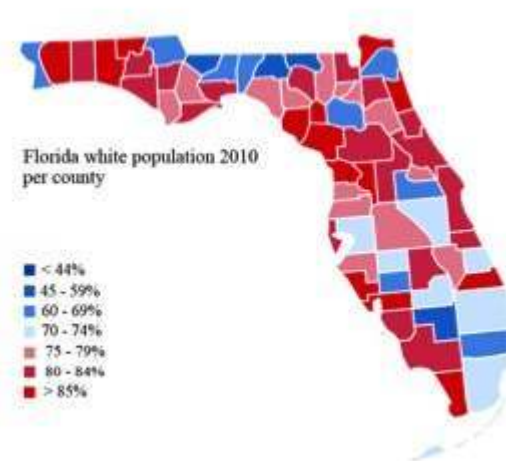 Florida white population 2010
per county
< 44%
45 - 59%
60 - 69%
70 - 74%
75 - 79%
80 - 84%
> 85%